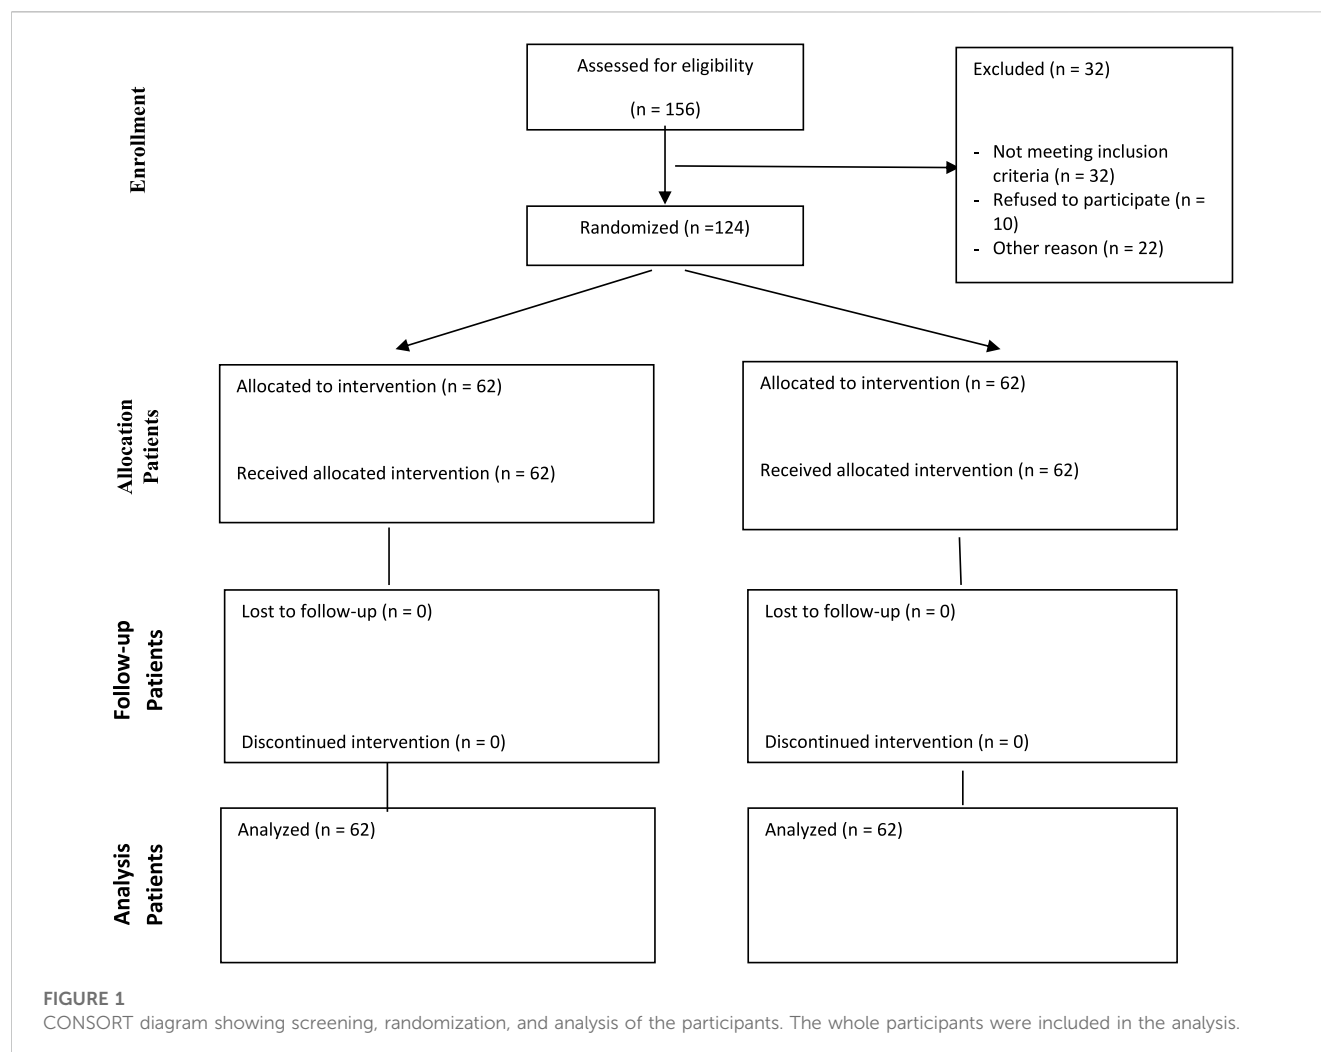 Enrollment
Assessed for eligibility
(n = 156)
Excluded (n = 32)
- Not meeting inclusion
criteria (n = 32)
- Refused to participate (n =
10)
- Other reason (n = 22)
Randomized (n =124)
Allocation
Patients
Allocated to intervention (n = 62)
Received allocated intervention (n = 62)
Allocated to intervention (n = 62)
Received allocated intervention (n = 62)
Follow-up
Patients
Lost to follow-up (n = 0)
Discontinued intervention (n = 0)
Lost to follow-up (n = 0)
Discontinued intervention (n = 0)
Analysis
Patients
Analyzed (n = 62)
Analyzed (n = 62)
FIGURE 1
CONSORT diagram showing screening, randomization, and analysis of the participants. The whole participants were included in the analysis.